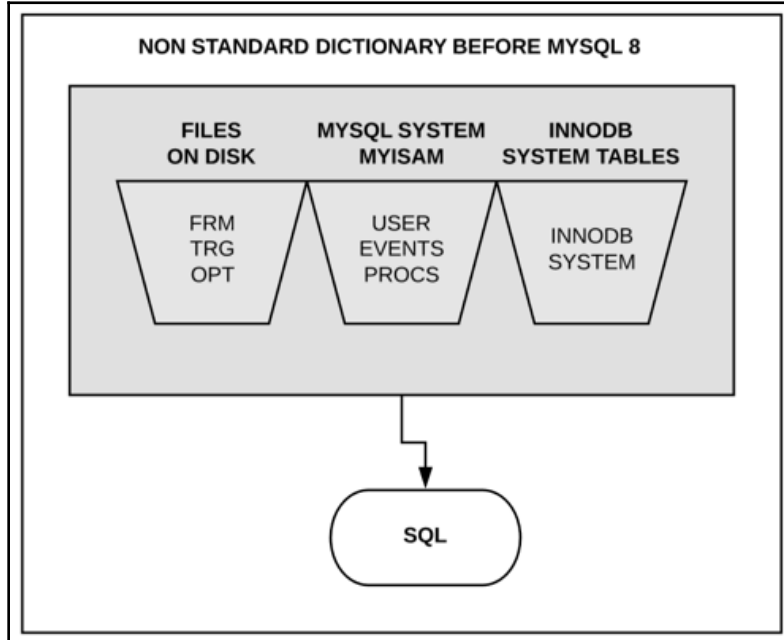 NON STANDARD DICTIONARY BEFORE MYSQL 8
FILES
ON DISK
MYSQL SYSTEM
MYISAM
INNODB
SYSTEM TABLES
FRM
TRG
OPT
USER
EVENTS
PROCS
INNODB
SYSTEM
SQL